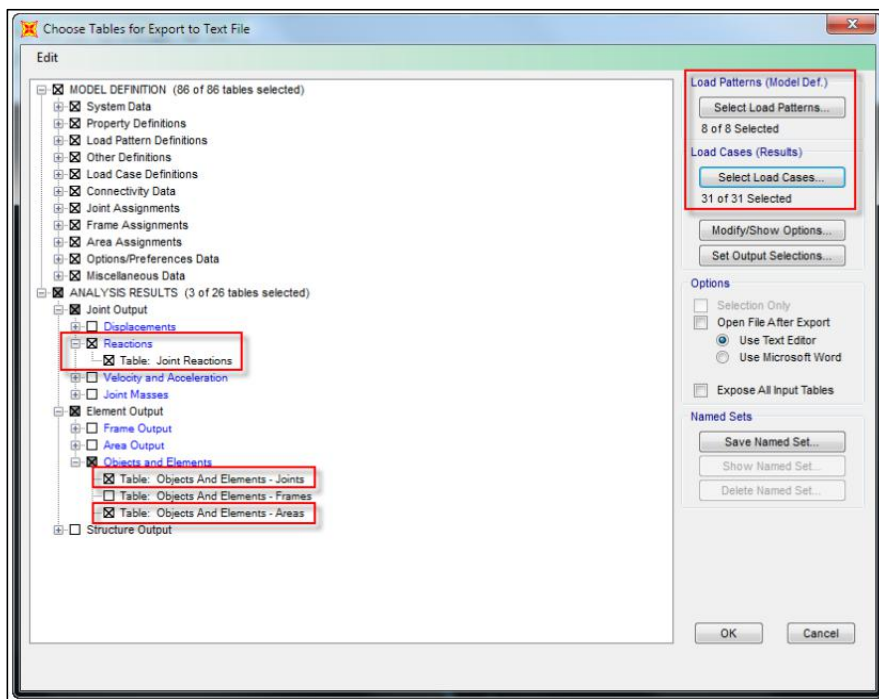 Choose Tables for Export to Text File
Edit
MODEL DEFINITION (86 of 86 tables selected)
System Data
Property Definitions
Load Pattern Definitions
Other Definitions
Load Case Definitions
Connectivity Data
Joint Assignments
Frame Assignments
Area Assignments
Options/Preferences Data
Miscellaneous Data
ANALYSIS RESULTS (3 of 26 tables selected)
Joint Output
Displacements
Reactions
Table: Joint Reactions
Velocity and Acceleration
Joint Masses
Element Output
Frame Output
Area Output
Objects and Elements
Table: Objects And Elements - Joints
Table: Objects And Elements - Frames
Table: Objects And Elements - Areas
Structure Output
Load Patterns (Model Def.)
Select Load Patterns...
8 of 8 Selected
Load Cases (Results)
Select Load Cases...
31 of 31 Selected
Modify/Show Options...
Set Output Selections...
Options
Selection Only
Open File After Export
Use Text Editor
Use Microsoft Word
Expose All Input Tables
Named Sets
Save Named Set...
Show Named Set...
Delete Named Set...
OK
Cancel